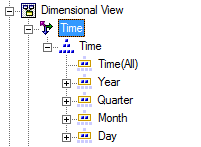 Dimensional View
Time
Time
Time(All)
Year
Quarter
Month
Day